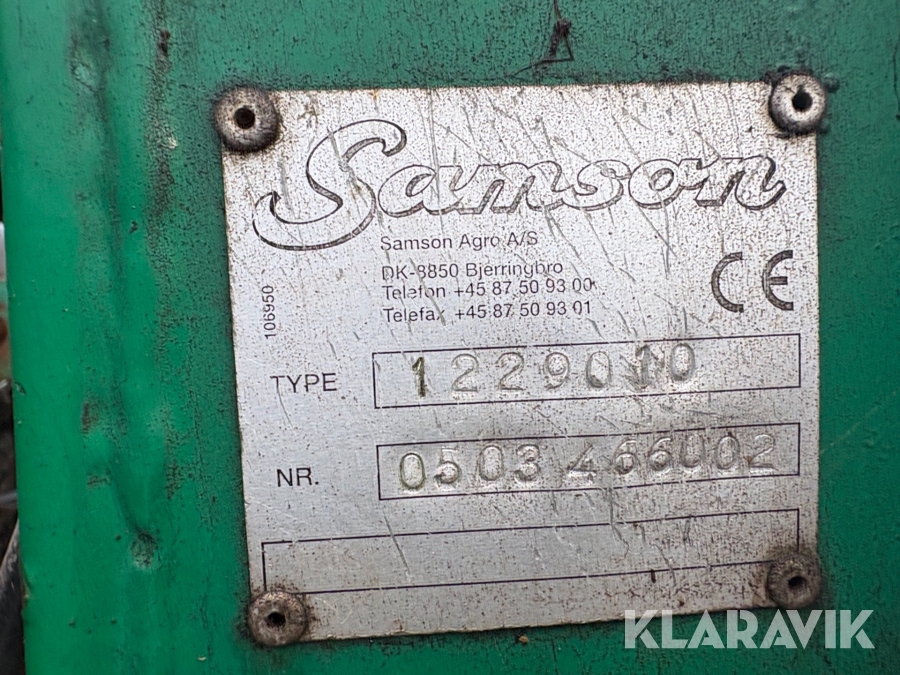 Samson
Samson Agro A/S
DK-8850 Bjerringbro
Telefon +45 87 50 93 00
Telefax +45 87 50 93 01
CE
106950
TYPE 1229010
NR. 0503 466002
KLARAVIK